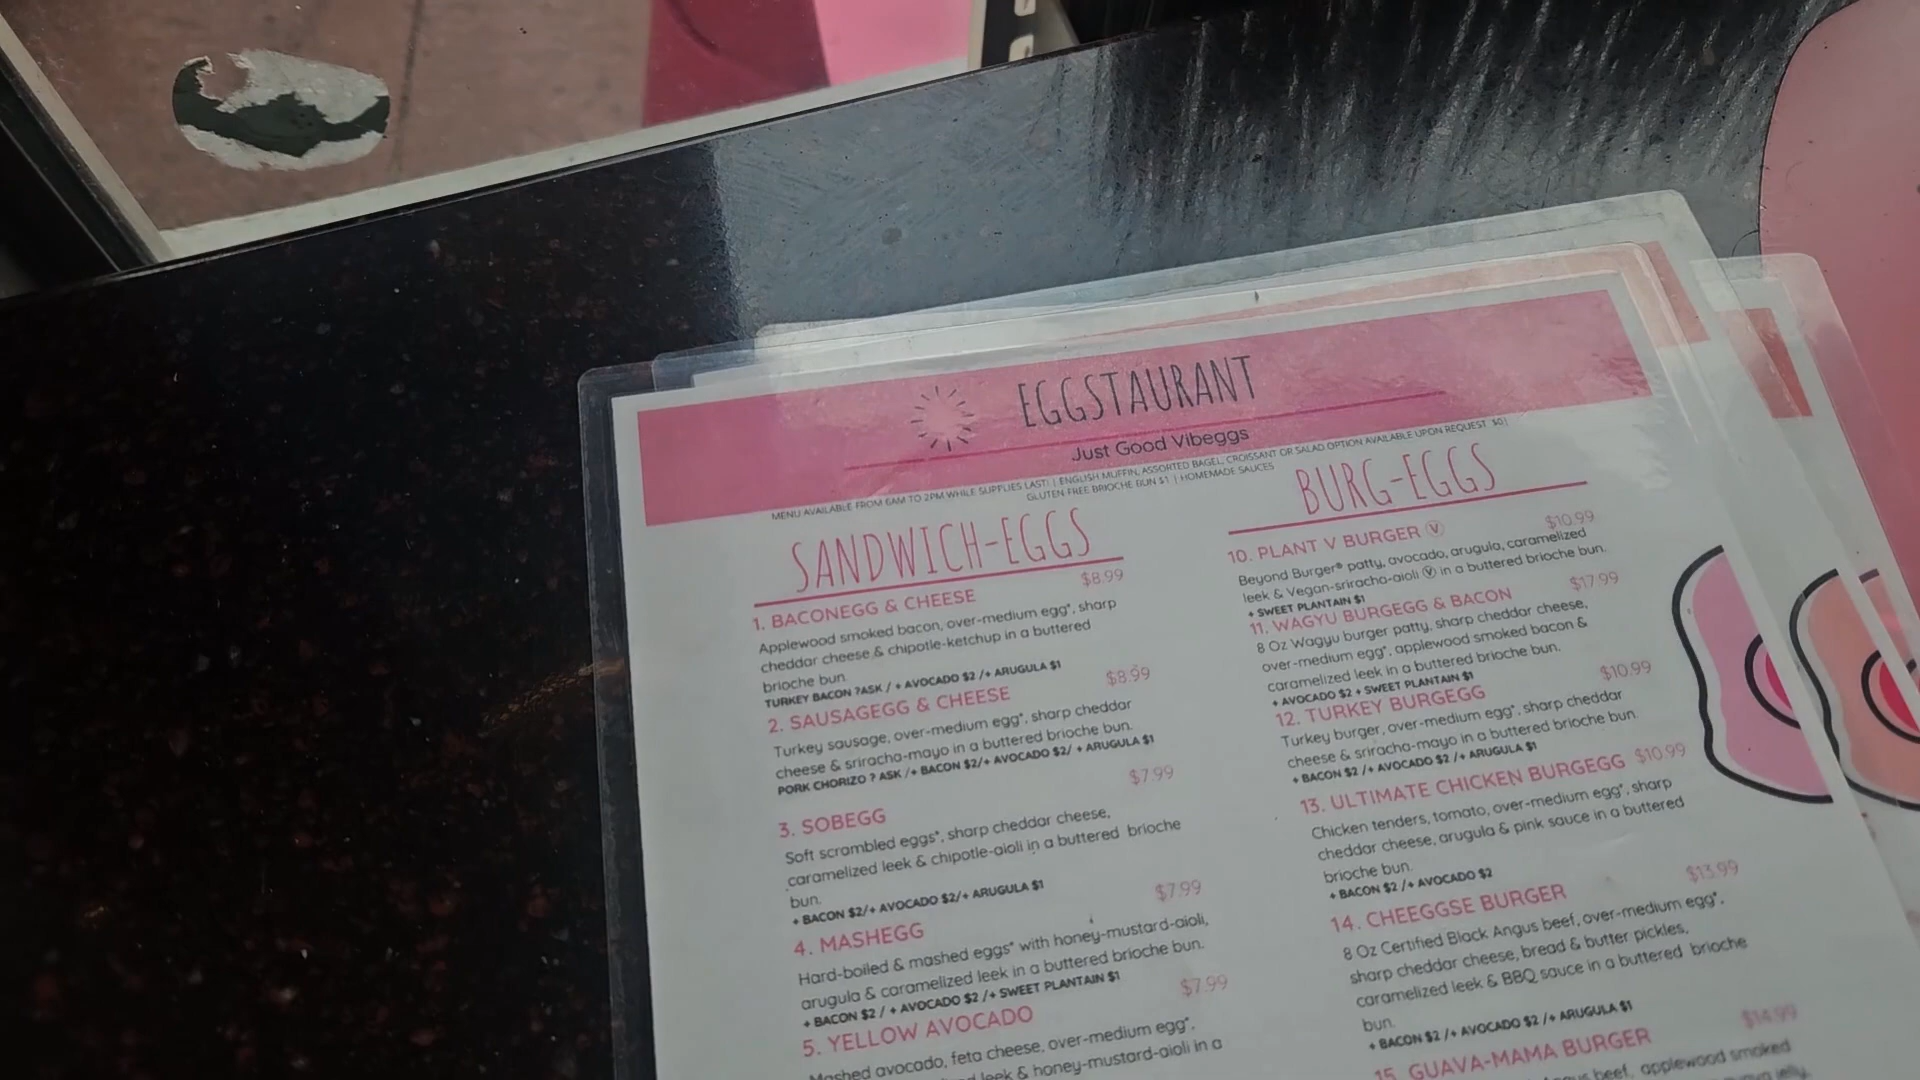 EGGSTAURANT
Just Good Vibeggs
MENU AVAILABLE FROM 6AM TO 2PM WHILE SUPPLIES LAST! | ENGLISH MUFFIN, ASSORTED BAGEL, CROISSANT OR SALAD OPTION AVAILABLE UPON REQUEST $0|
GLUTEN FREE BRIOCHE BUN $1 | HOMEMADE SAUCES
SANDWICH-EGGS
$8.99
1. BACONEGG & CHEESE
Applewood smoked bacon, over-medium egg*, sharp
cheddar cheese & chipotle-ketchup in a buttered
brioche bun.
TURKEY BACON ?ASK / + AVOCADO $2 /+ ARUGULA $1
$8.99
2. SAUSAGEGG & CHEESE
Turkey sausage, over-medium egg*, sharp cheddar
cheese & sriracha-mayo in a buttered brioche bun.
PORK CHORIZO ? ASK /+ BACON $2/+ AVOCADO $2/ + ARUGULA $1
$7.99
3. SOBEGG
Soft scrambled eggs*, sharp cheddar cheese,
caramelized leek & chipotle-aioli in a buttered brioche
bun.
+ BACON $2/+ AVOCADO $2/+ ARUGULA $1
$7.99
4. MASHEGG
Hard-boiled & mashed eggs* with honey-mustard-aioli,
arugula & caramelized leek in a buttered brioche bun.
+ BACON $2 / + AVOCADO $2 /+ SWEET PLANTAIN $1
$7.99
5. YELLOW AVOCADO
Mashed avocado, feta cheese, over-medium egg*,
leek & honey-mustard-aioli in a
BURG-EGGS
$10.99
10. PLANT V BURGER Ⓥ
Beyond Burger® patty, avocado, arugula, caramelized
leek & Vegan-sriracha-aioli Ⓥ in a buttered brioche bun.
+ SWEET PLANTAIN $1
$17.99
11. WAGYU BURGEGG & BACON
8 Oz Wagyu burger patty, sharp cheddar cheese,
over-medium egg*, applewood smoked bacon &
caramelized leek in a buttered brioche bun.
+ AVOCADO $2 + SWEET PLANTAIN $1
$10.99
12. TURKEY BURGEGG
Turkey burger, over-medium egg*, sharp cheddar
cheese & sriracha-mayo in a buttered brioche bun.
+ BACON $2 /+ AVOCADO $2 /+ ARUGULA $1
13. ULTIMATE CHICKEN BURGEGG $10.99
Chicken tenders, tomato, over-medium egg*, sharp
cheddar cheese, arugula & pink sauce in a buttered
brioche bun.
+ BACON $2 /+ AVOCADO $2
$13.99
14. CHEEGGSE BURGER
8 Oz Certified Black Angus beef, over-medium egg*,
sharp cheddar cheese, bread & butter pickles,
caramelized leek & BBQ sauce in a buttered brioche
bun.
+ BACON $2 /+ AVOCADO $2 /+ ARUGULA $1
$14.99
15. GUAVA-MAMA BURGER
beef, applewood smoked
jelly,